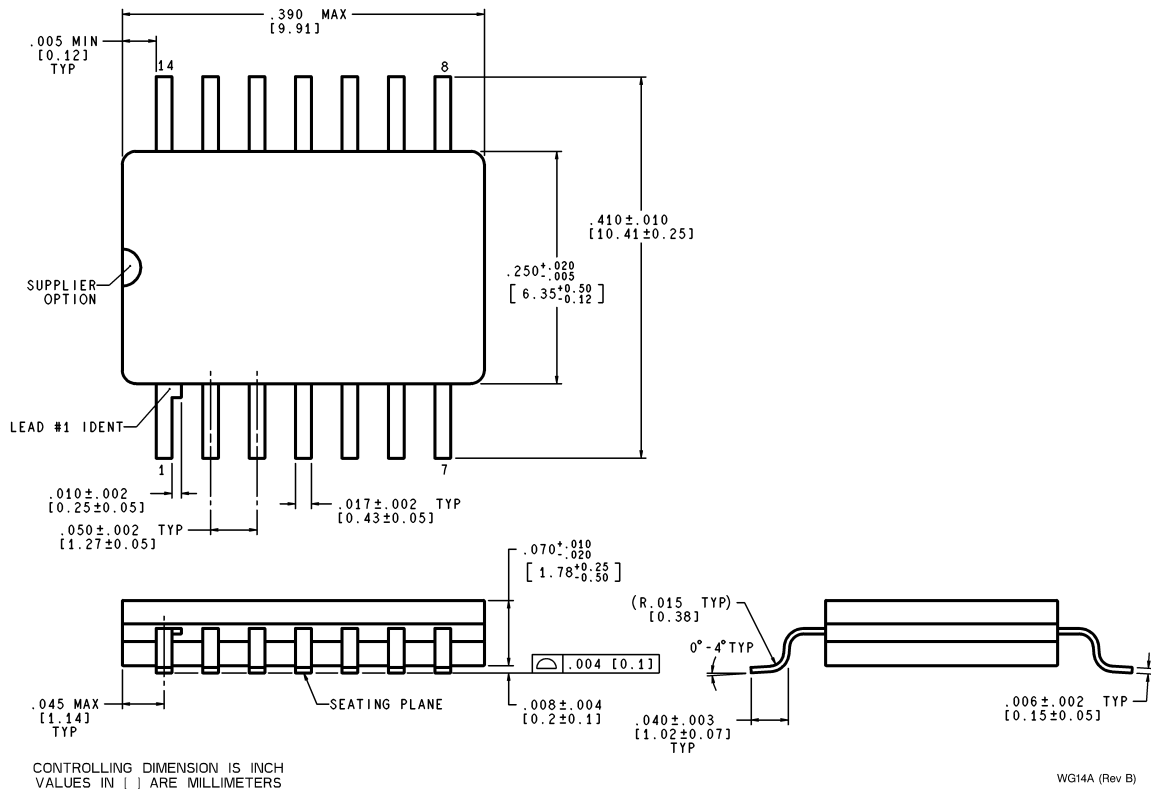 .390 MAX
[9.91]
.005 MIN
[0.12]
TYP
14
8
.410±.010
[10.41±0.25]
.250+.020
-.005
[ 6.35+0.50
-0.12 ]
SUPPLIER
OPTION
LEAD #1 IDENT
1
7
.010±.002
[0.25±0.05]
.017±.002 TYP
[0.43±0.05]
.050±.002 TYP
[1.27±0.05]
.070+.010
-.020
[ 1.78+0.25
-0.50 ]
(R.015 TYP)
[0.38]
0°-4° TYP
.004 [0.1]
.045 MAX
[1.14]
TYP
SEATING PLANE
.008±.004
[0.2±0.1]
.040±.003
[1.02±0.07]
TYP
.006±.002 TYP
[0.15±0.05]
CONTROLLING DIMENSION IS INCH
VALUES IN [ ] ARE MILLIMETERS
WG14A (Rev B)